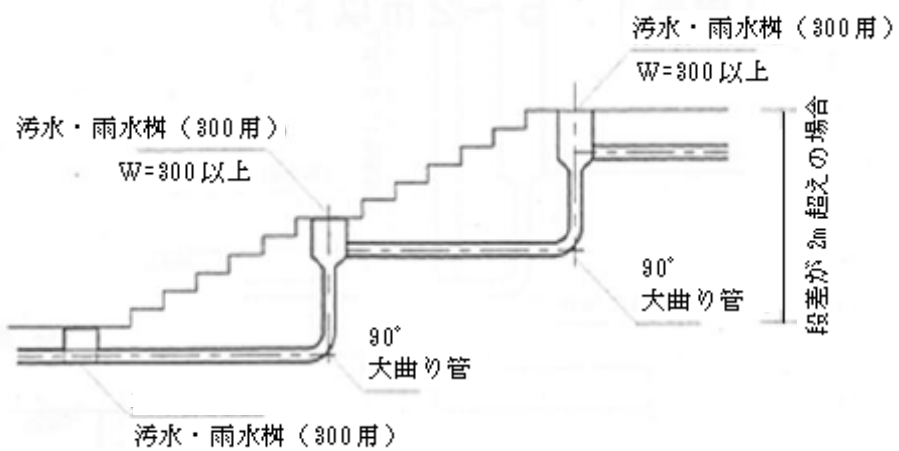 汚水・雨水桝（300用）
W=300以上
汚水・雨水桝（300用）
W=300以上
段差が2m超えの場合
90°
大曲り管
90°
大曲り管
汚水・雨水桝（300用）